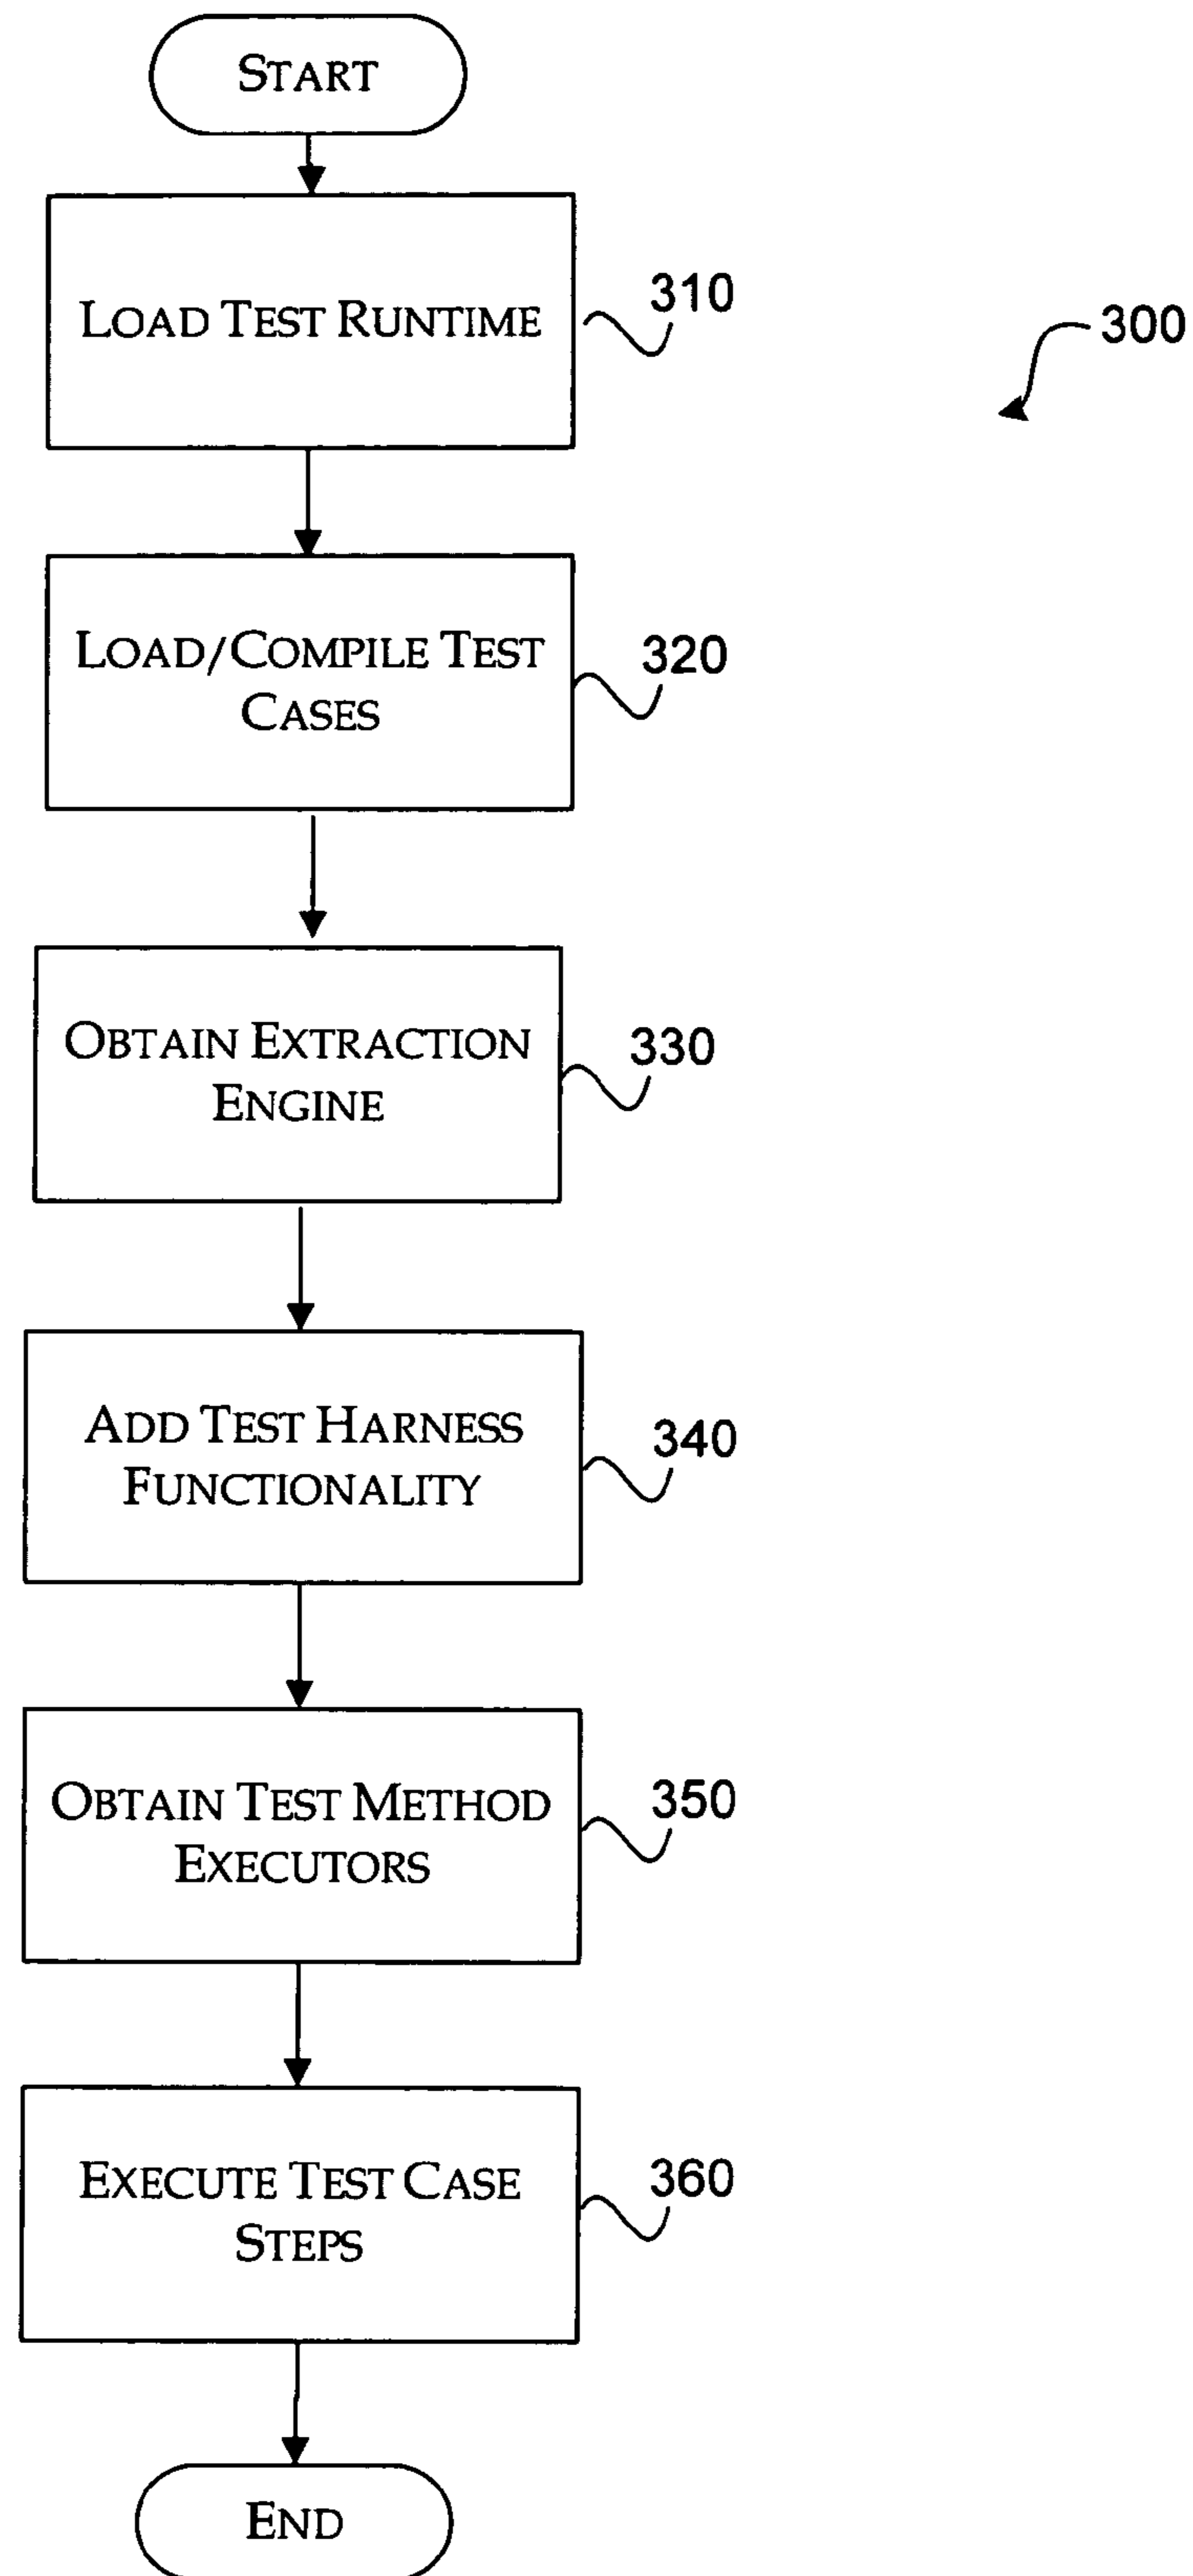 START
LOAD TEST RUNTIME
310
300
LOAD/COMPILE TEST
CASES
320
OBTAIN EXTRACTION
ENGINE
330
ADD TEST HARNESS
FUNCTIONALITY
340
OBTAIN TEST METHOD
EXECUTORS
350
EXECUTE TEST CASE
STEPS
360
END